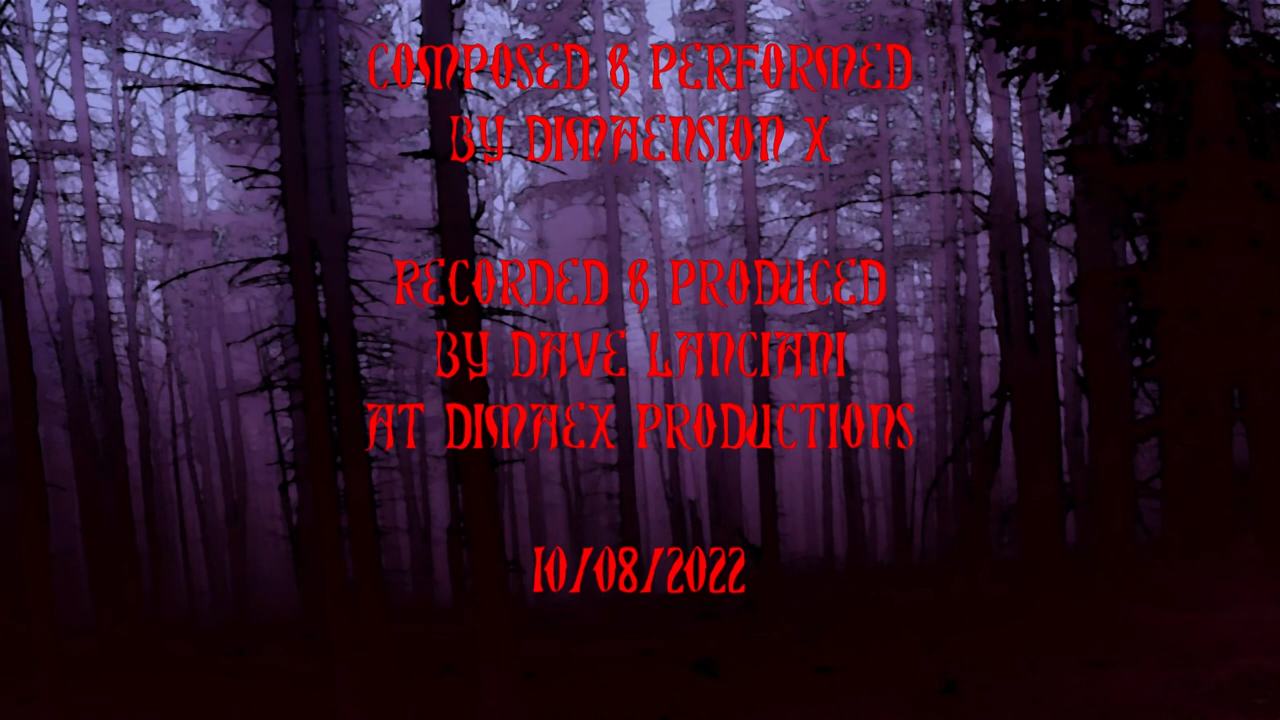 COMPOSED & PERFORMED
BY DIMAENSION X
RECORDED & PRODUCED
BY DAVE LANCIANI
AT DIMAEX PRODUCTIONS
10/08/2022